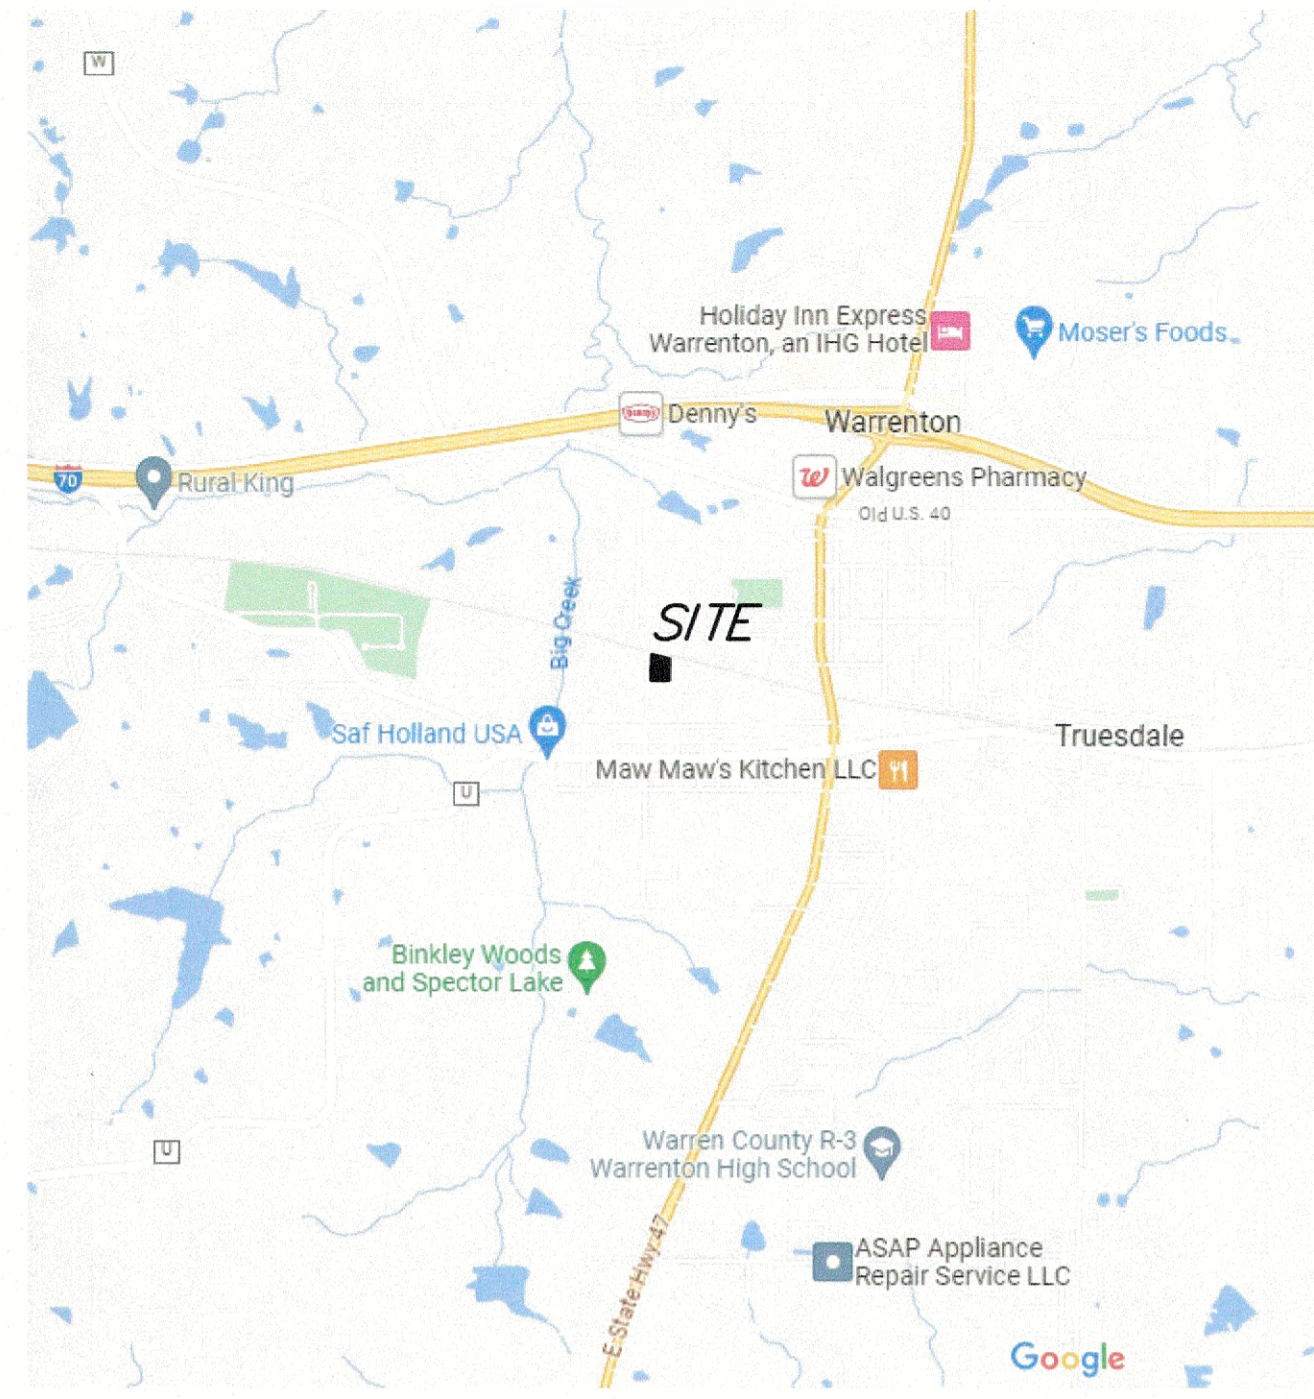 W
Holiday Inn Express
Warrenton, an IHG Hotel
Moser's Foods
Denny's
Denny's
Warrenton
70
Rural King
W
Walgreens Pharmacy
Old U.S. 40
Big Creek
SITE
Saf Holland USA
Truesdale
Maw Maw's Kitchen LLC
U
Binkley Woods
and Spector Lake
Warren County R-3
Warrenton High School
U
E State Hwy 47
ASAP Appliance
Repair Service LLC
Google